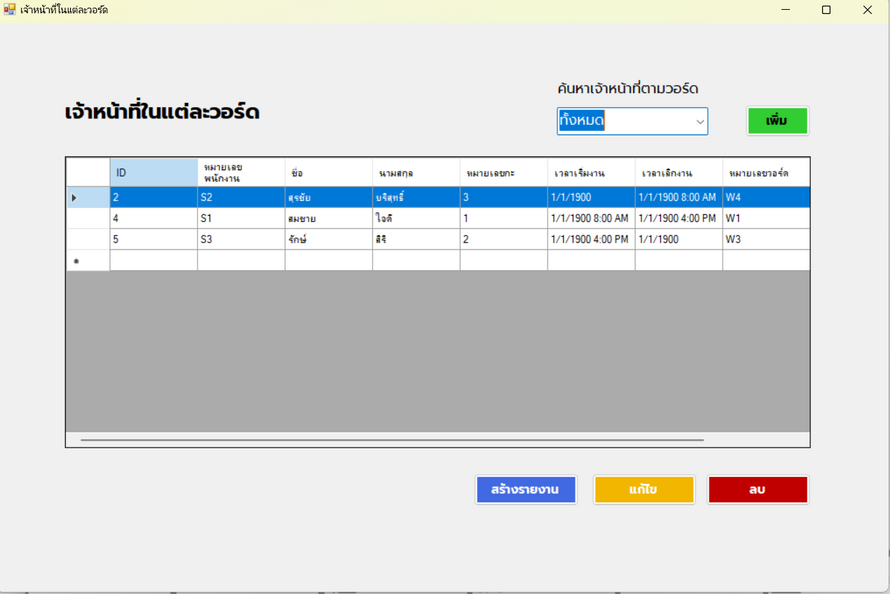 เจ้าหน้าที่ในแต่ละวอร์ด
ค้นหาเจ้าหน้าที่ตามวอร์ด
เจ้าหน้าที่ในแต่ละวอร์ด
ทั้งหมด
เพิ่ม
ID หมายเลขพนักงาน ชื่อ นามสกุล หมายเลขกะ เวลาเริ่มงาน เวลาเลิกงาน หมายเลขวอร์ด
2 S2 สุรชัย บริสุทธิ์ 3 1/1/1900 1/1/1900 8:00 AM W4
4 S1 สมชาย ใจดี 1 1/1/1900 8:00 AM 1/1/1900 4:00 PM W1
5 S3 รักษ์ สิริ 2 1/1/1900 4:00 PM 1/1/1900 W3
สร้างรายงาน แก้ไข ลบ